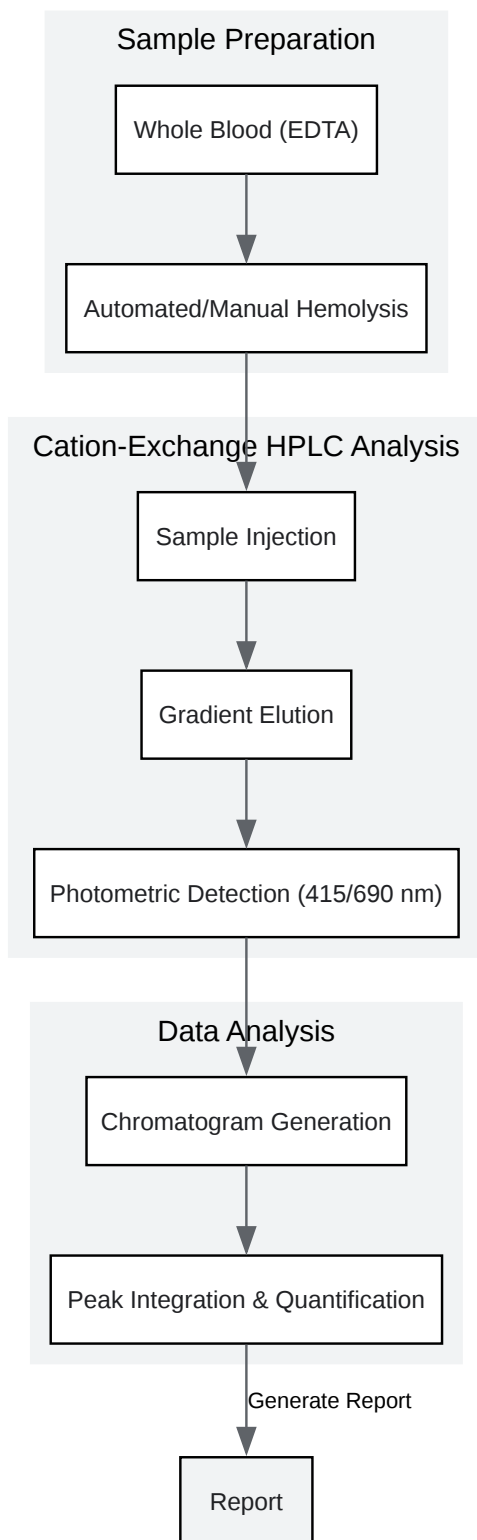 Sample Preparation
Whole Blood (EDTA)
Automated/Manual Hemolysis
Cation-Exchange HPLC Analysis
Sample Injection
Gradient Elution
Photometric Detection (415/690 nm)
Data Analysis
Chromatogram Generation
Peak Integration & Quantification
Generate Report
Report